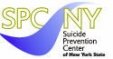 SPC NY
Suicide
Prevention
Center
of New York State